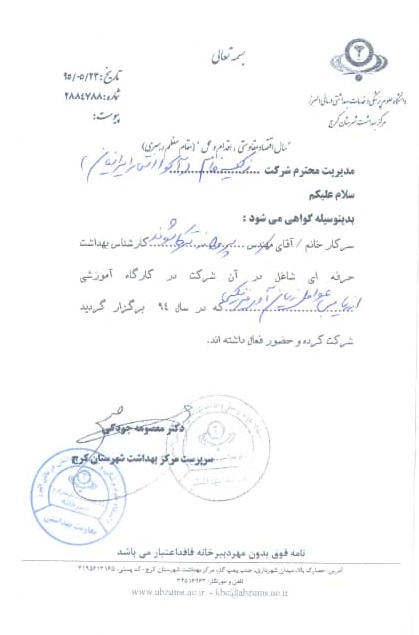 بسمه تعالی
تاریخ: ۹۵/۰۵/۲۳
شماره: ۲۸۸۴۷۸۸
پیوست:
دانشگاه علوم پزشکی و خدمات بهداشتی درمانی البرز
مرکز بهداشت شهرستان کرج
"سال اقتصاد مقاومتی ، اقدام و عمل" (مقام معظم رهبری)
مدیریت محترم شرکت
سلام علیکم
بدینوسیله گواهی می شود :
سرکار خانم / آقای مهندس کارشناس بهداشت
حرفه ای شاغل در آن شرکت در کارگاه آموزشی
ارزیابی عوامل زیان آور فیزیکی که در سال ۹۴ برگزار گردید
شرکت کرده و حضور فعال داشته اند.
دکتر معصومه جودکی
سرپرست مرکز بهداشت شهرستان کرج
معاونت بهداشتی
نامه فوق بدون مهر دبیرخانه فاقد اعتبار می باشد
آدرس: حصارک بالا، میدان شهرداری، جنب پمپ گاز، مرکز بهداشت شهرستان کرج - کد پستی: ۳۱۹۵۶۱۳۱۶۵
تلفن و دورنگار: ۳۴۵۱۶۹۶۳
www.abzums.ac.ir - kbc@abzums.ac.ir